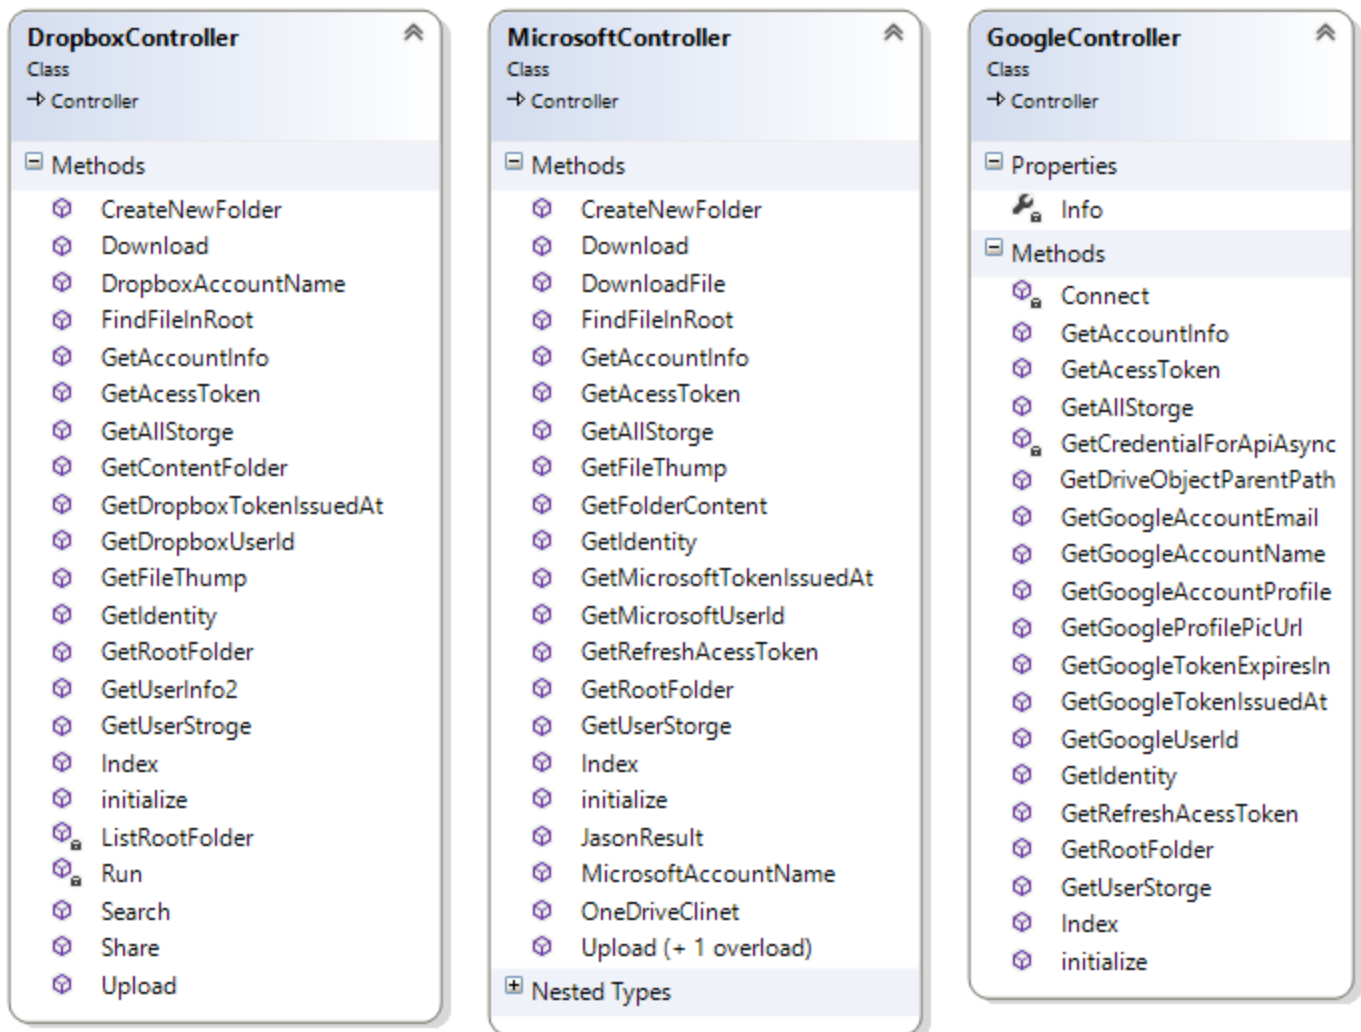 DropboxController
Class
Controller
Methods
CreateNewFolder
Download
DropboxAccountName
FindFileInRoot
GetAccountInfo
GetAcessToken
GetAllStorge
GetContentFolder
GetDropboxTokenIssuedAt
GetDropboxUserId
GetFileThump
GetIdentity
GetRootFolder
GetUserInfo2
GetUserStroge
Index
initialize
ListRootFolder
Run
Search
Share
Upload
MicrosoftController
Class
Controller
Methods
CreateNewFolder
Download
DownloadFile
FindFileInRoot
GetAccountInfo
GetAcessToken
GetAllStorge
GetFileThump
GetFolderContent
GetIdentity
GetMicrosoftTokenIssuedAt
GetMicrosoftUserId
GetRefreshAcessToken
GetRootFolder
GetUserStorge
Index
initialize
JasonResult
MicrosoftAccountName
OneDriveClinet
Upload (+ 1 overload)
Nested Types
GoogleController
Class
Controller
Properties
Info
Methods
Connect
GetAccountInfo
GetAcessToken
GetAllStorge
GetCredentialForApiAsync
GetDriveObjectParentPath
GetGoogleAccountEmail
GetGoogleAccountName
GetGoogleAccountProfile
GetGoogleProfilePicUrl
GetGoogleTokenExpiresIn
GetGoogleTokenIssuedAt
GetGoogleUserId
GetIdentity
GetRefreshAcessToken
GetRootFolder
GetUserStorge
Index
initialize